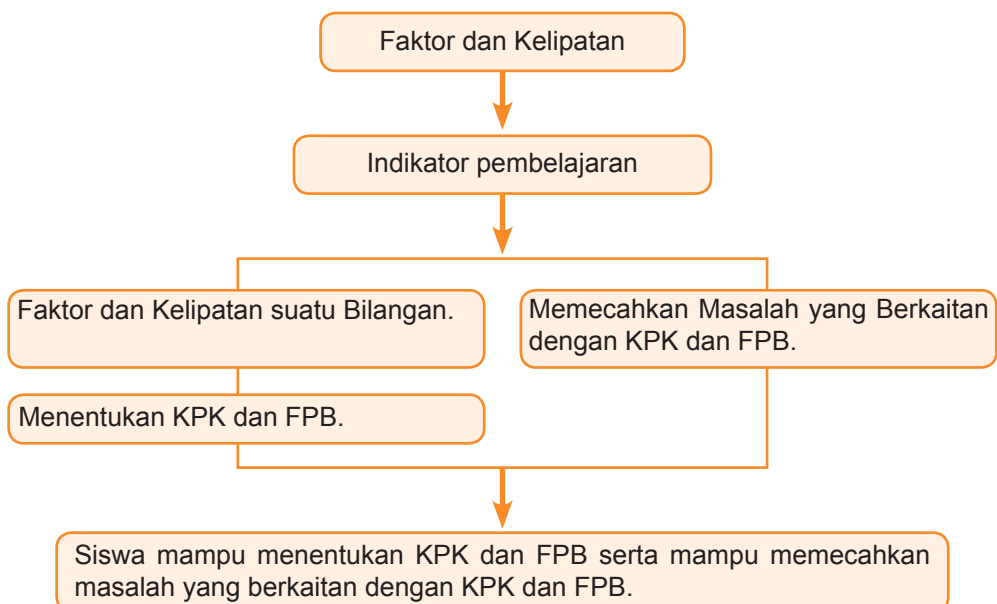 Faktor dan Kelipatan
Indikator pembelajaran
Faktor dan Kelipatan suatu Bilangan.
Menentukan KPK dan FPB.
Memecahkan Masalah yang Berkaitan
dengan KPK dan FPB.
Siswa mampu menentukan KPK dan FPB serta mampu memecahkan
masalah yang berkaitan dengan KPK dan FPB.